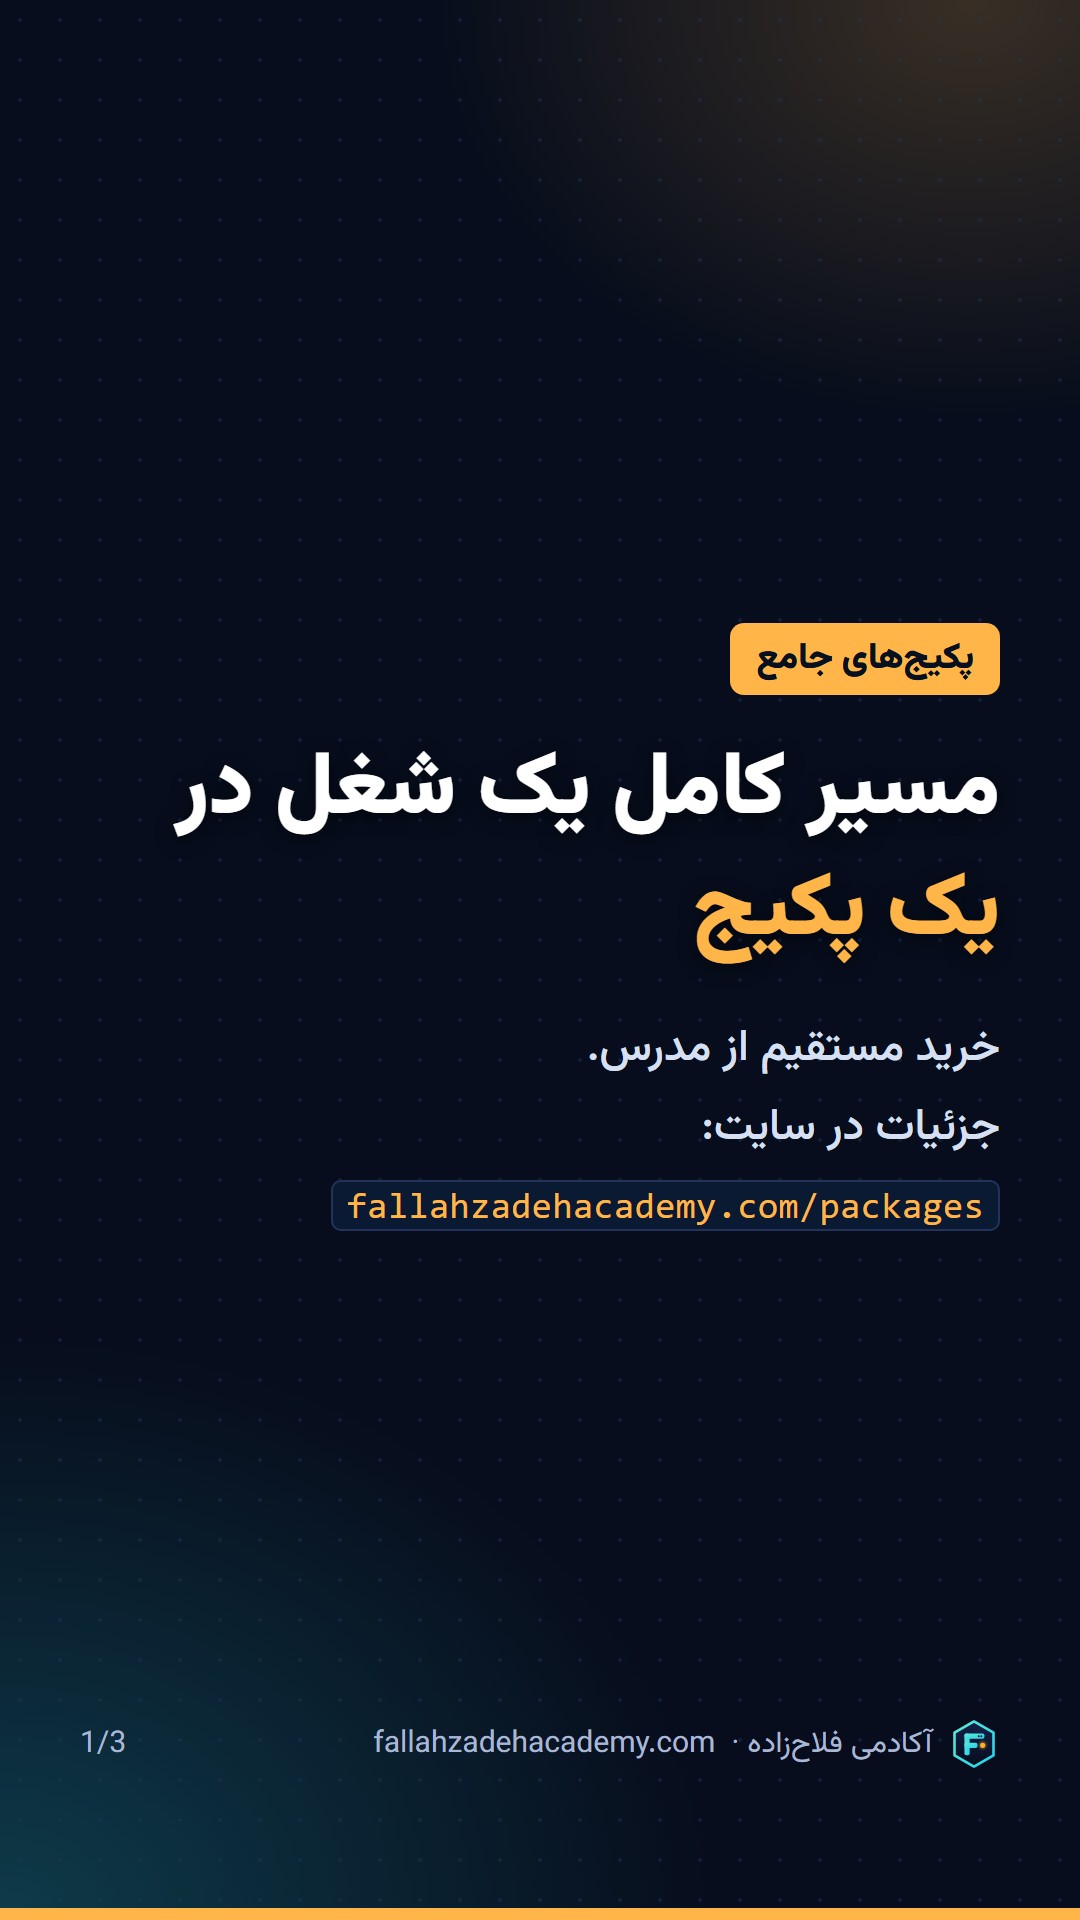 پکیج‌های جامع
مسیر کامل یک شغل در
یک پکیج
خرید مستقیم از مدرس.
جزئیات در سایت:
fallahzadehacademy.com/packages
آکادمی فلاح‌زاده · fallahzadehacademy.com
1/3